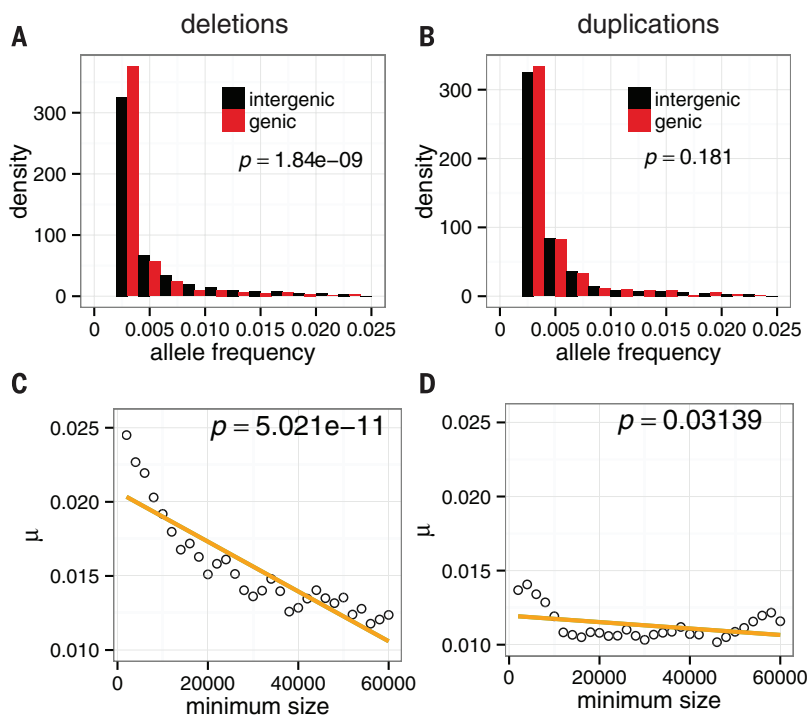 A
deletions
intergenic
genic
p = 1.84e−09
density
300
200
100
0
0
0.005
0.010
0.015
0.020
0.025
allele frequency
B
duplications
intergenic
genic
p = 0.181
density
300
200
100
0
0
0.005
0.010
0.015
0.020
0.025
allele frequency
C
p = 5.021e−11
μ
0.025
0.020
0.015
0.010
0
20000
40000
60000
minimum size
D
p = 0.03139
μ
0.025
0.020
0.015
0.010
0
20000
40000
60000
minimum size